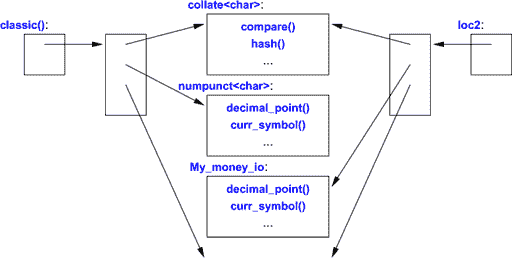 collate<char>:
classic():
loc2:
compare()
hash()
...
numpunct<char>:
decimal_point()
curr_symbol()
...
My_money_io:
decimal_point()
curr_symbol()
...